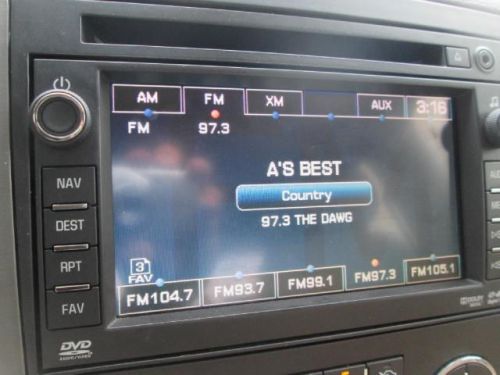 AM FM XM AUX 3:16
FM 97.3
A'S BEST
Country
97.3 THE DAWG
3
FAV
FM104.7 FM93.7 FM99.1 FM97.3 FM105.1
NAV
DEST
RPT
FAV
DVD
DOLBY